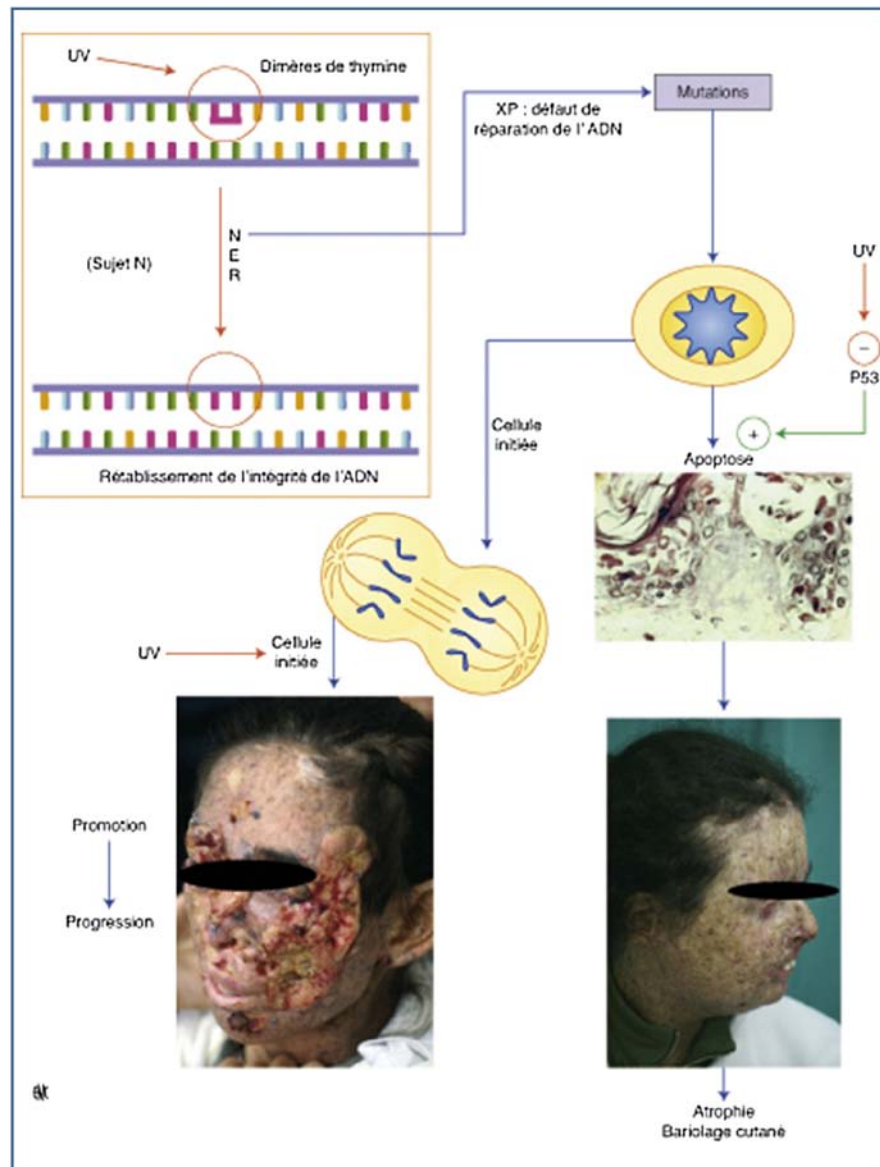 UV
Dimères de thymine
XP : défaut de
réparation de l'ADN
Mutations
(Sujet N)
N
E
R
UV
P53
Cellule
initiée
Apoptose
Rétablissement de l'intégrité de l'ADN
UV
Cellule
initiée
Promotion
Progression
Atrophie
Bariolage cutané